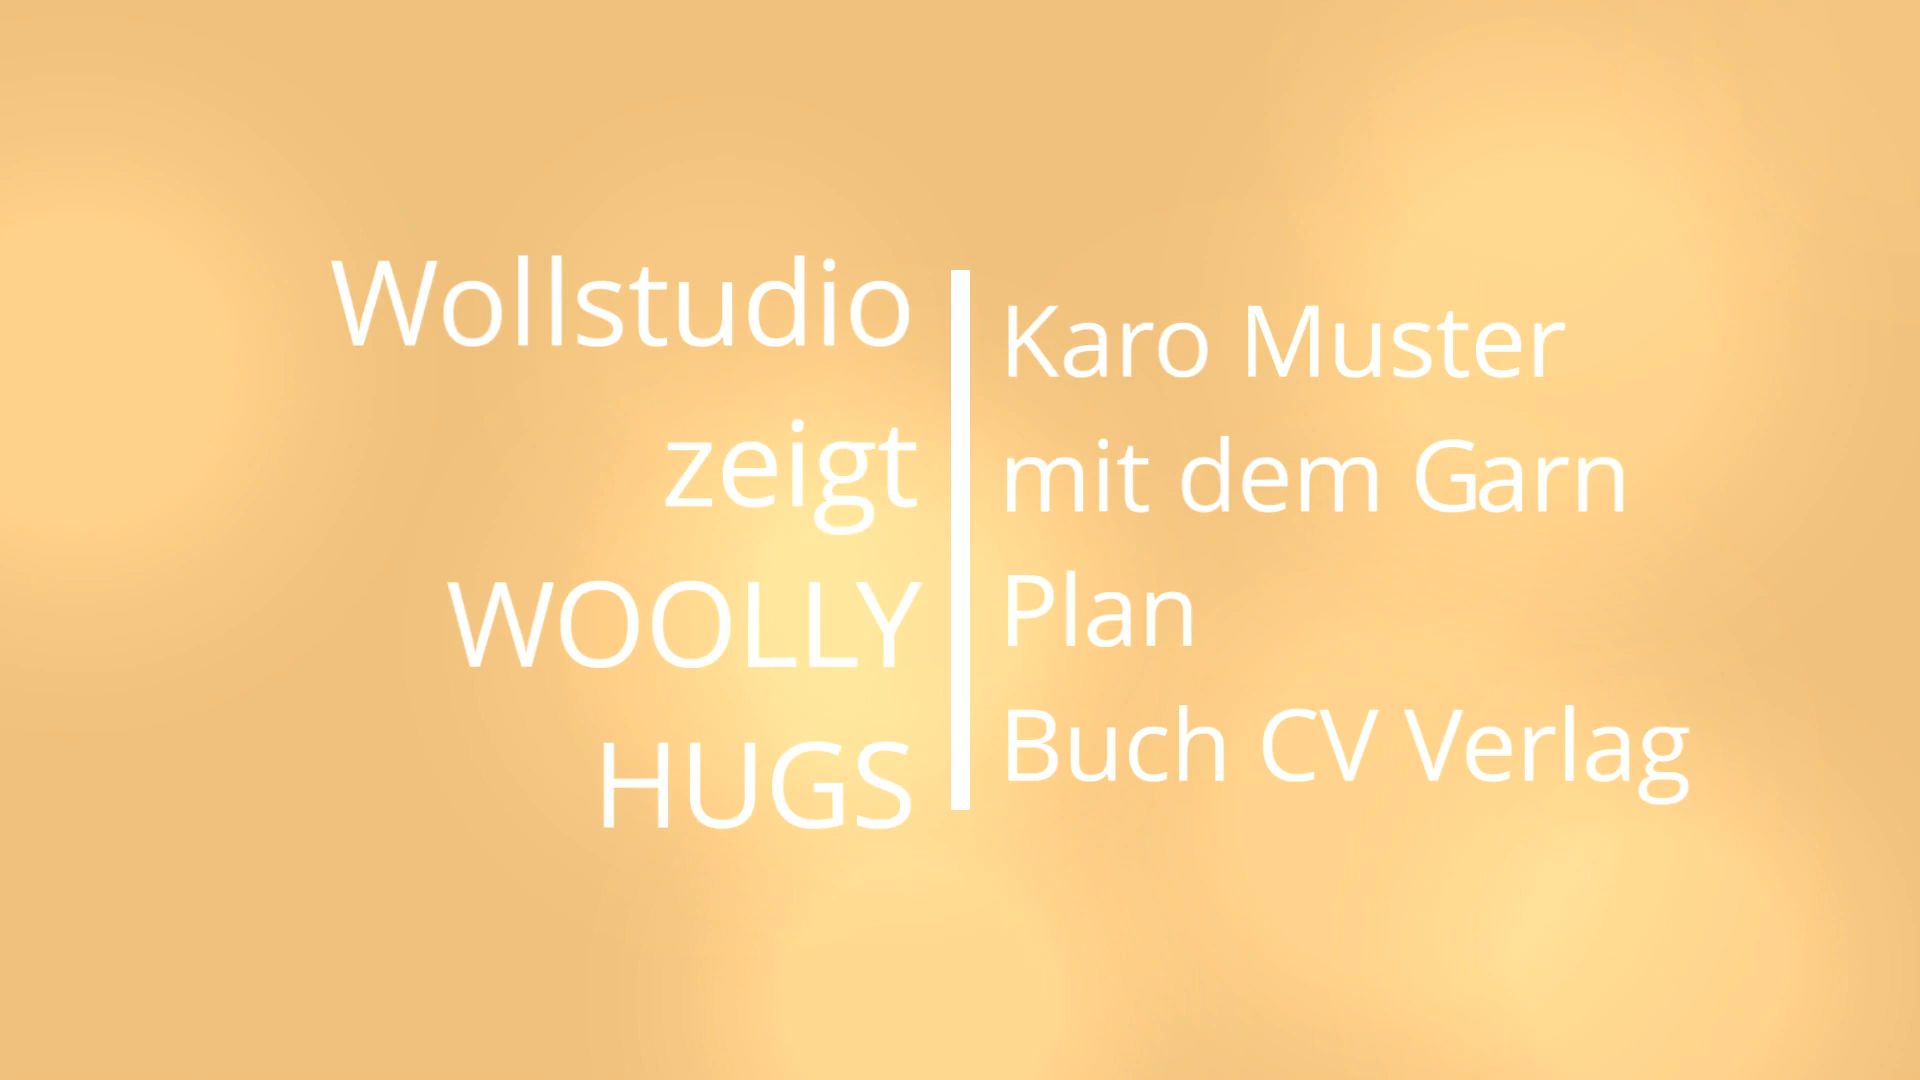 Wollstudio
zeigt
WOOLLY
HUGS
Karo Muster
mit dem Garn
Plan
Buch CV Verlag